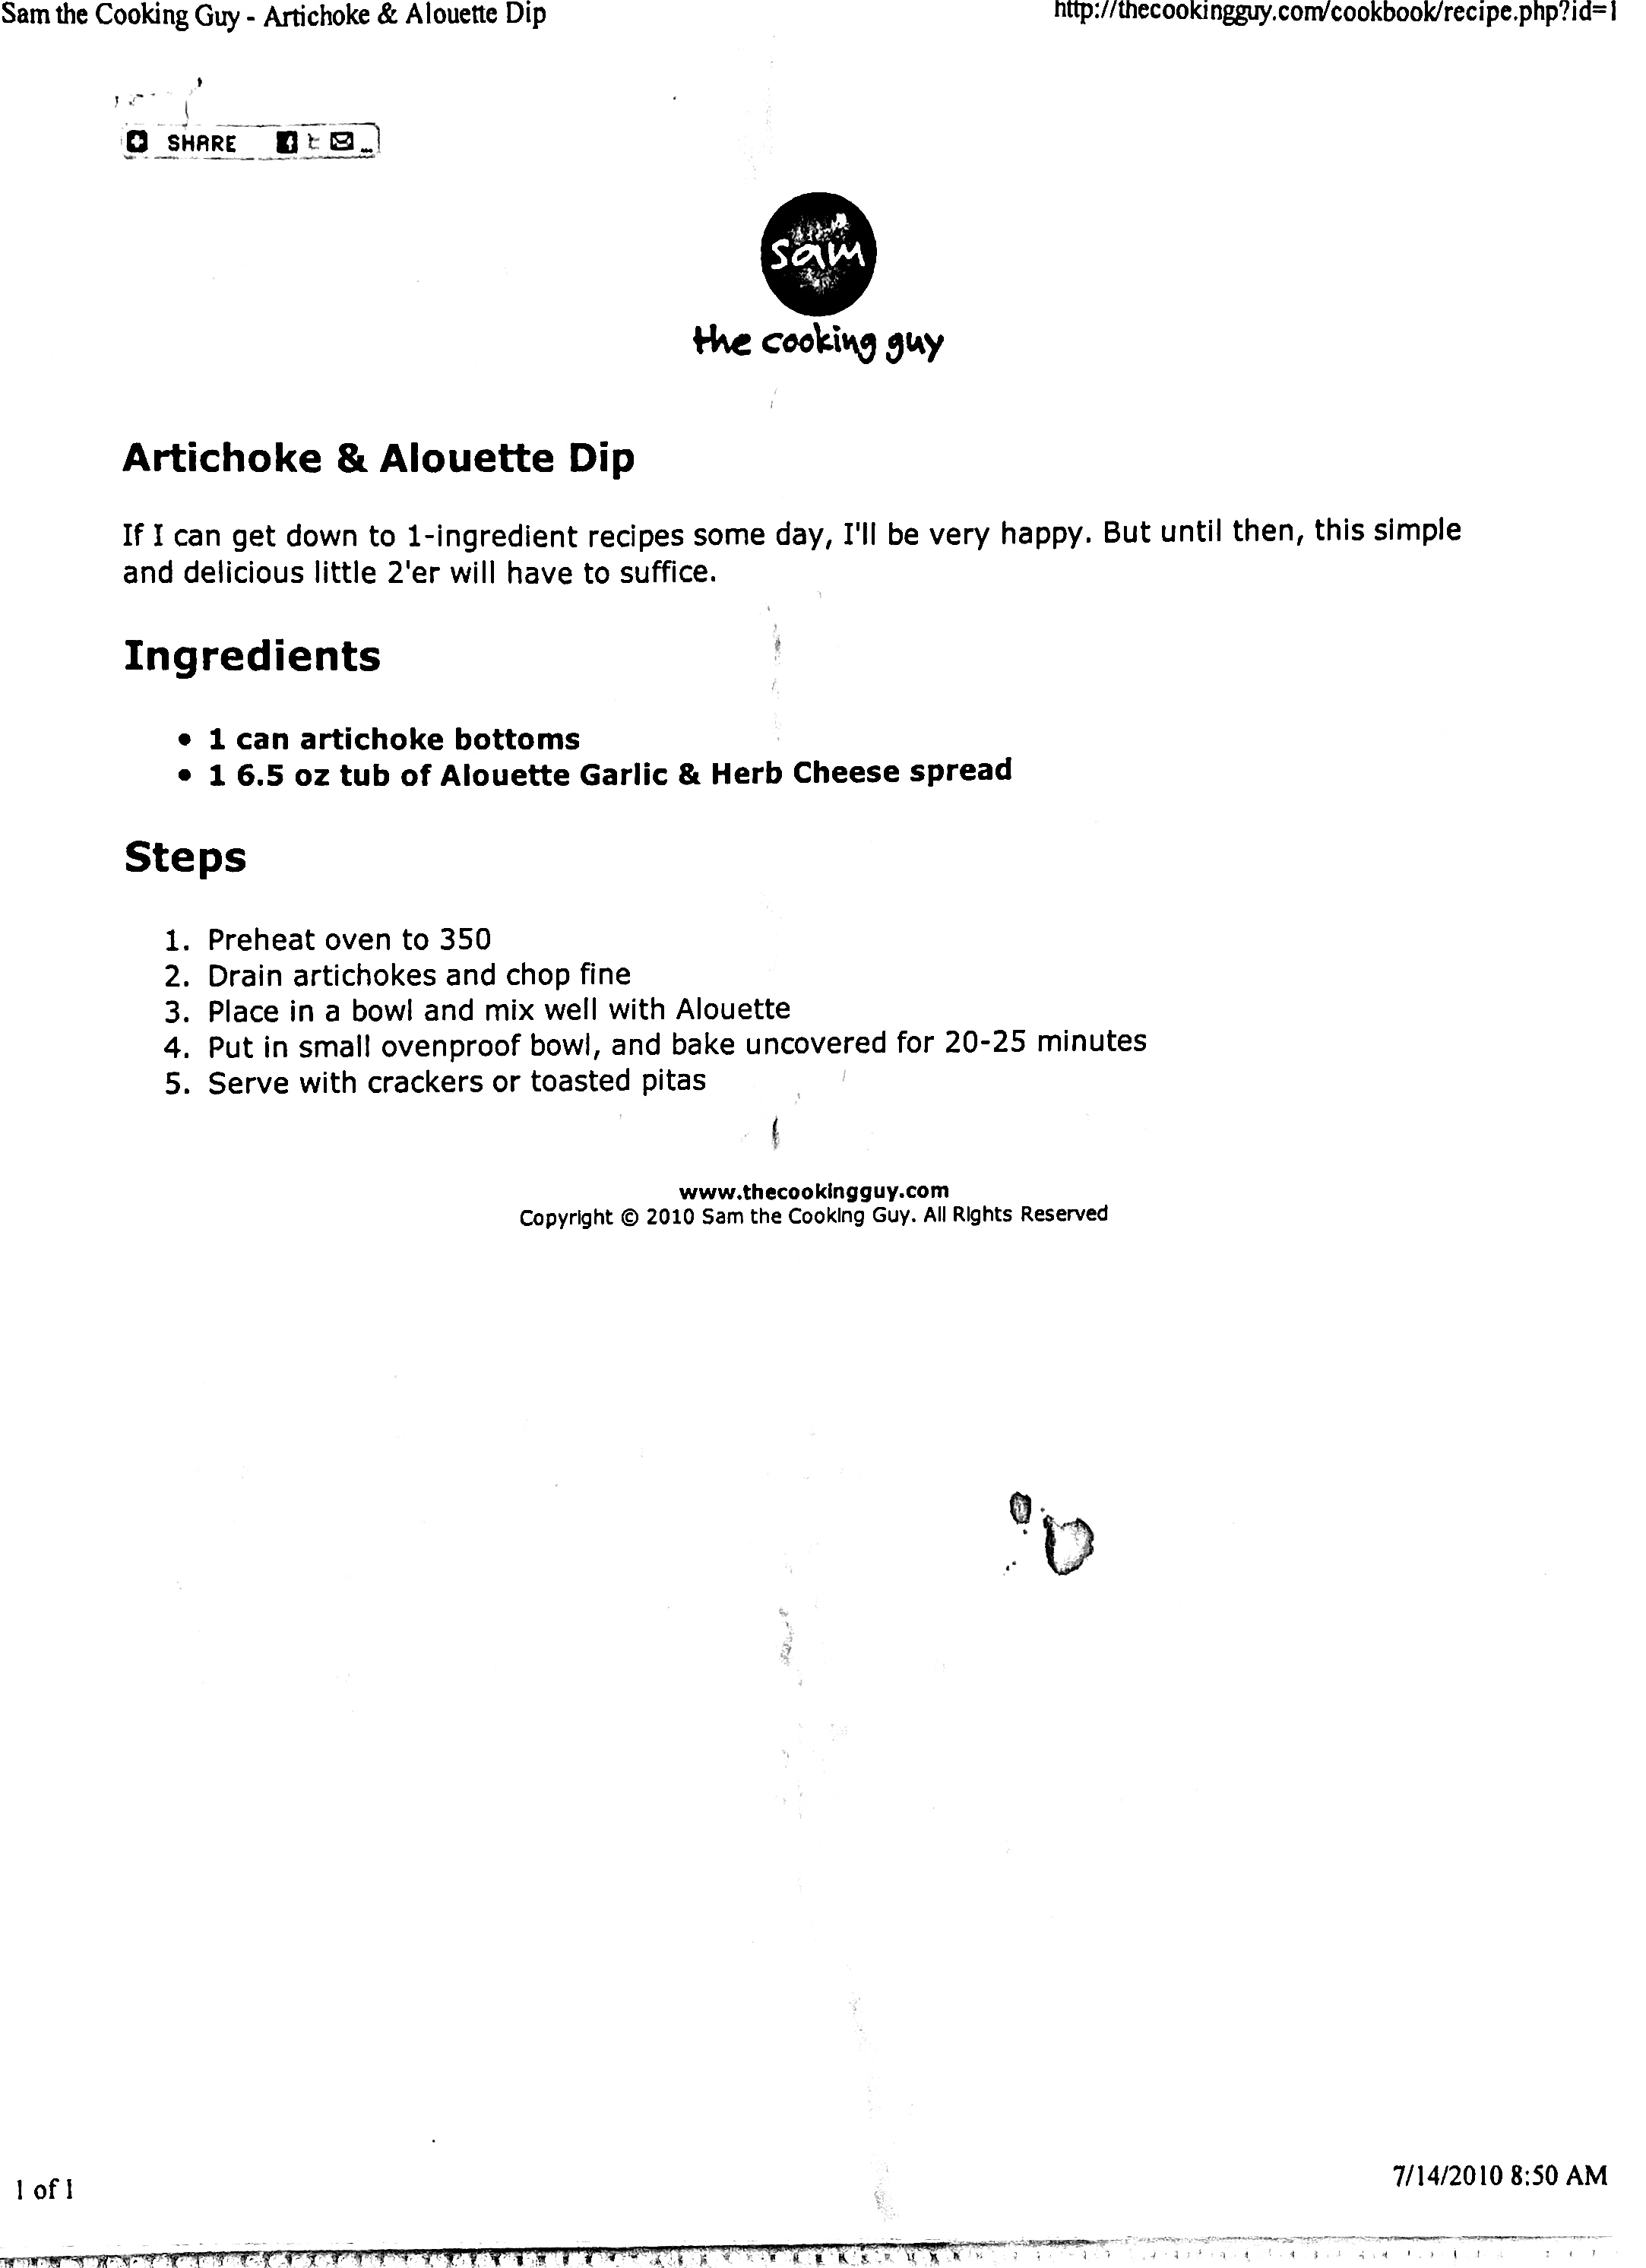 Sam the Cooking Guy - Artichoke & Alouette Dip
http://thecookingguy.com/cookbook/recipe.php?id=1
SHARE
sam
the cooking guy
Artichoke & Alouette Dip
If I can get down to 1-ingredient recipes some day, I'll be very happy. But until then, this simple
and delicious little 2'er will have to suffice.
Ingredients
• 1 can artichoke bottoms
• 1 6.5 oz tub of Alouette Garlic & Herb Cheese spread
Steps
1. Preheat oven to 350
2. Drain artichokes and chop fine
3. Place in a bowl and mix well with Alouette
4. Put in small ovenproof bowl, and bake uncovered for 20-25 minutes
5. Serve with crackers or toasted pitas
www.thecookingguy.com
Copyright © 2010 Sam the Cooking Guy. All Rights Reserved
1 of 1
7/14/2010 8:50 AM